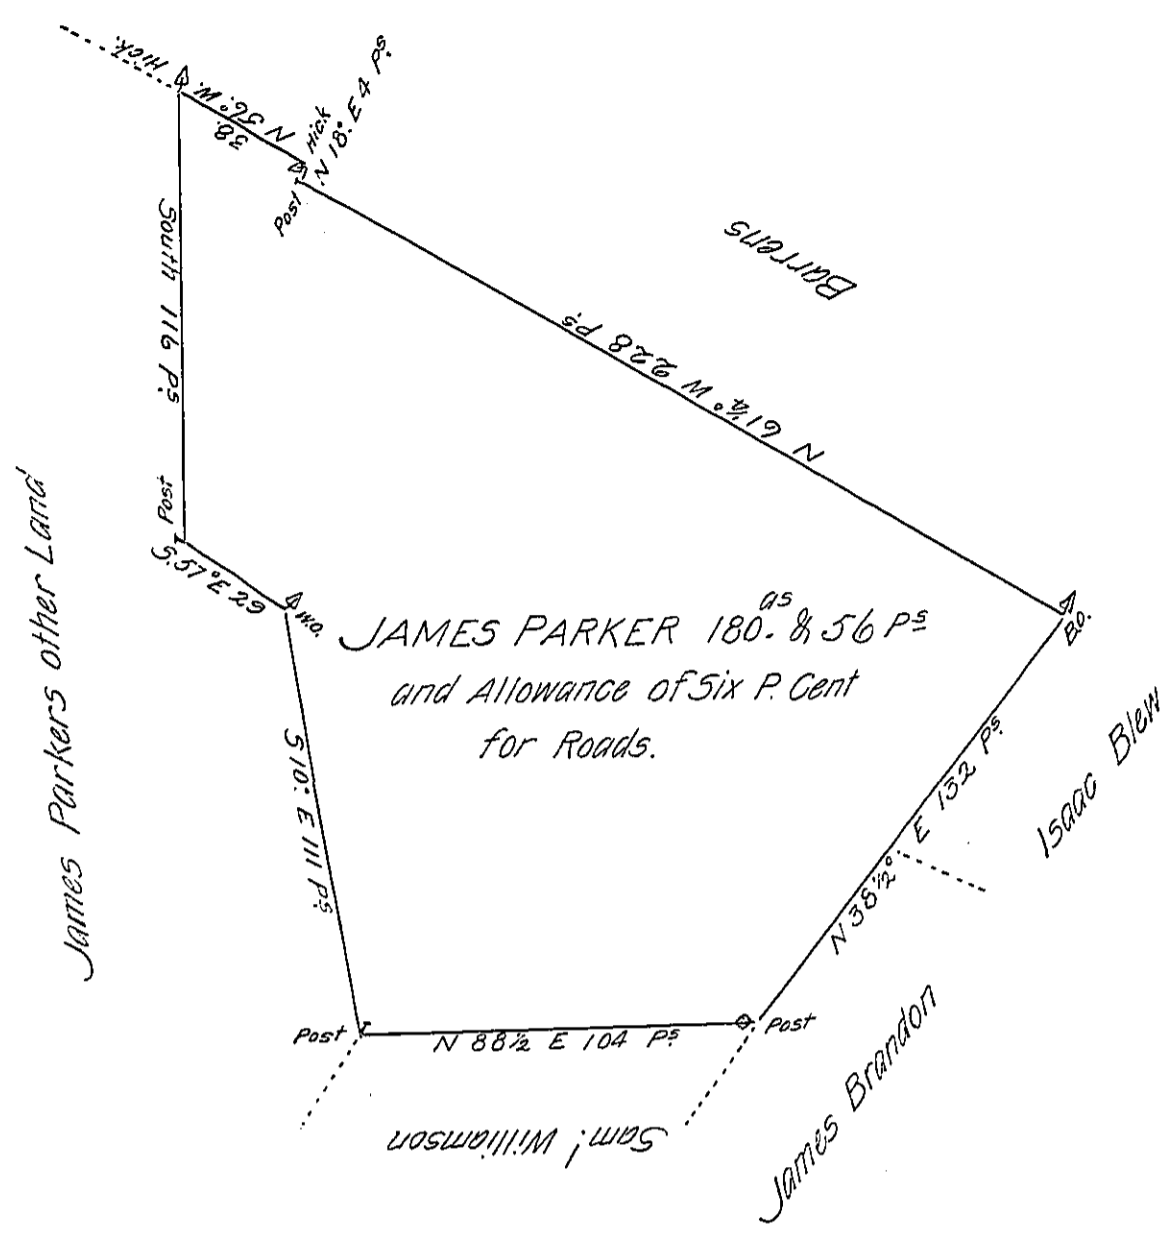 Hick.
N 56° W.
38.
Hick
N 18° E 4 Ps.
Post
Barrens
N 61¼° W 228 Ps
South 116 Ps
Post
S. 57° E 29
W.O.
James Parkers other Land
JAMES PARKER 180 as. & 56 Ps
and Allowance of Six P. Cent
for Roads.
B.O.
S 10° E 111 Ps
N 38½° E 132 Ps.
Isaac Blew
Post
N 88½ E 104 Ps
Post
James Brandon
Saml. Williamson